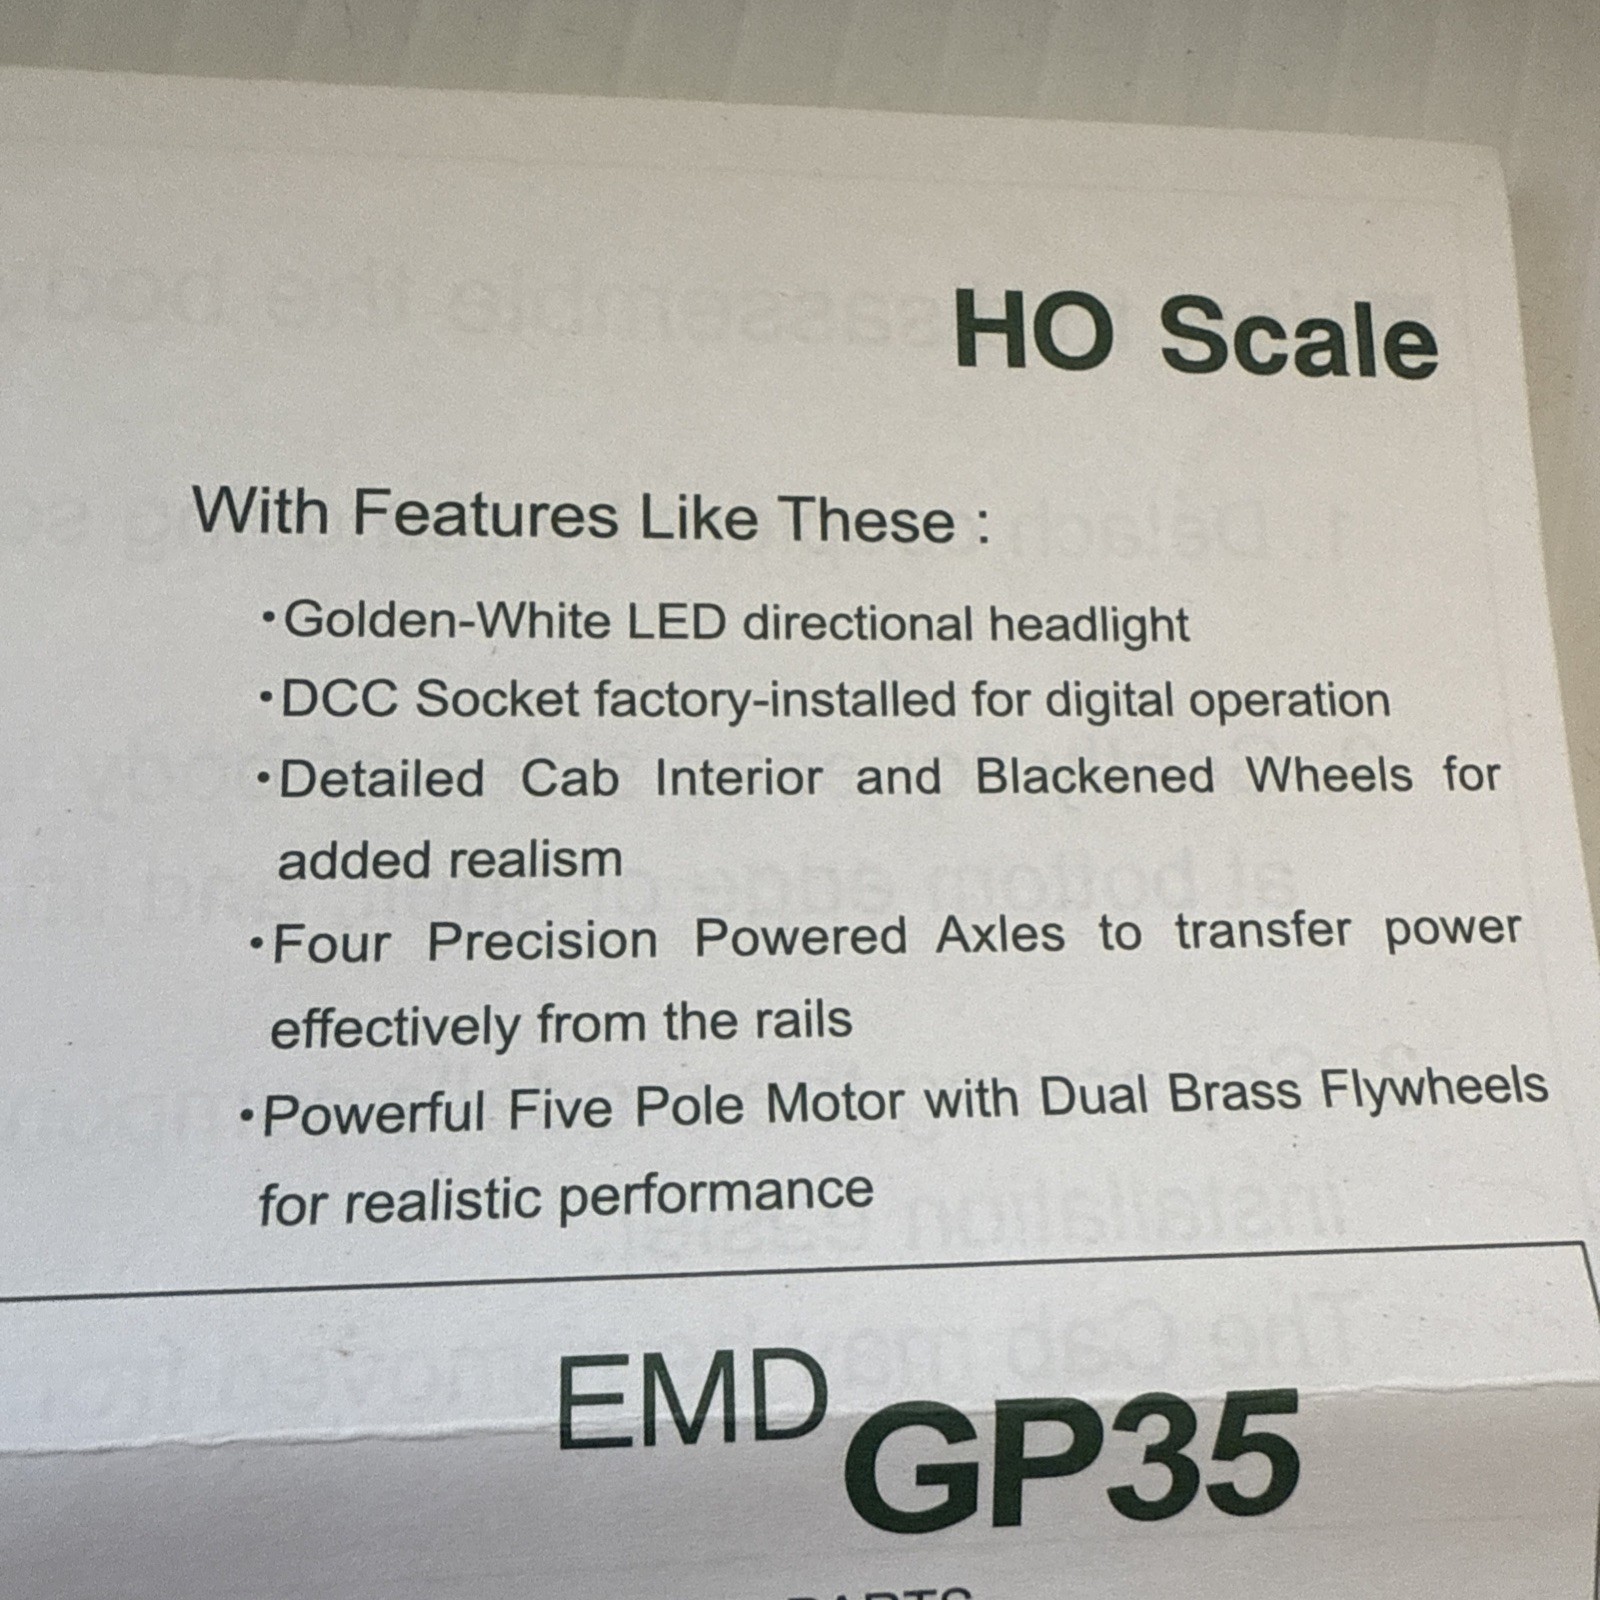 HO Scale
With Features Like These :
•Golden-White LED directional headlight
•DCC Socket factory-installed for digital operation
•Detailed Cab Interior and Blackened Wheels for
added realism
•Four Precision Powered Axles to transfer power
effectively from the rails
•Powerful Five Pole Motor with Dual Brass Flywheels
for realistic performance
EMD GP35